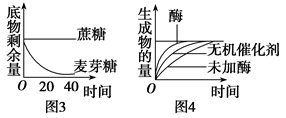 底物剩余量
蔗糖
麦芽糖
O 20 40 时间
图3
生成物的量
酶
无机催化剂
未加酶
O 时间
图4